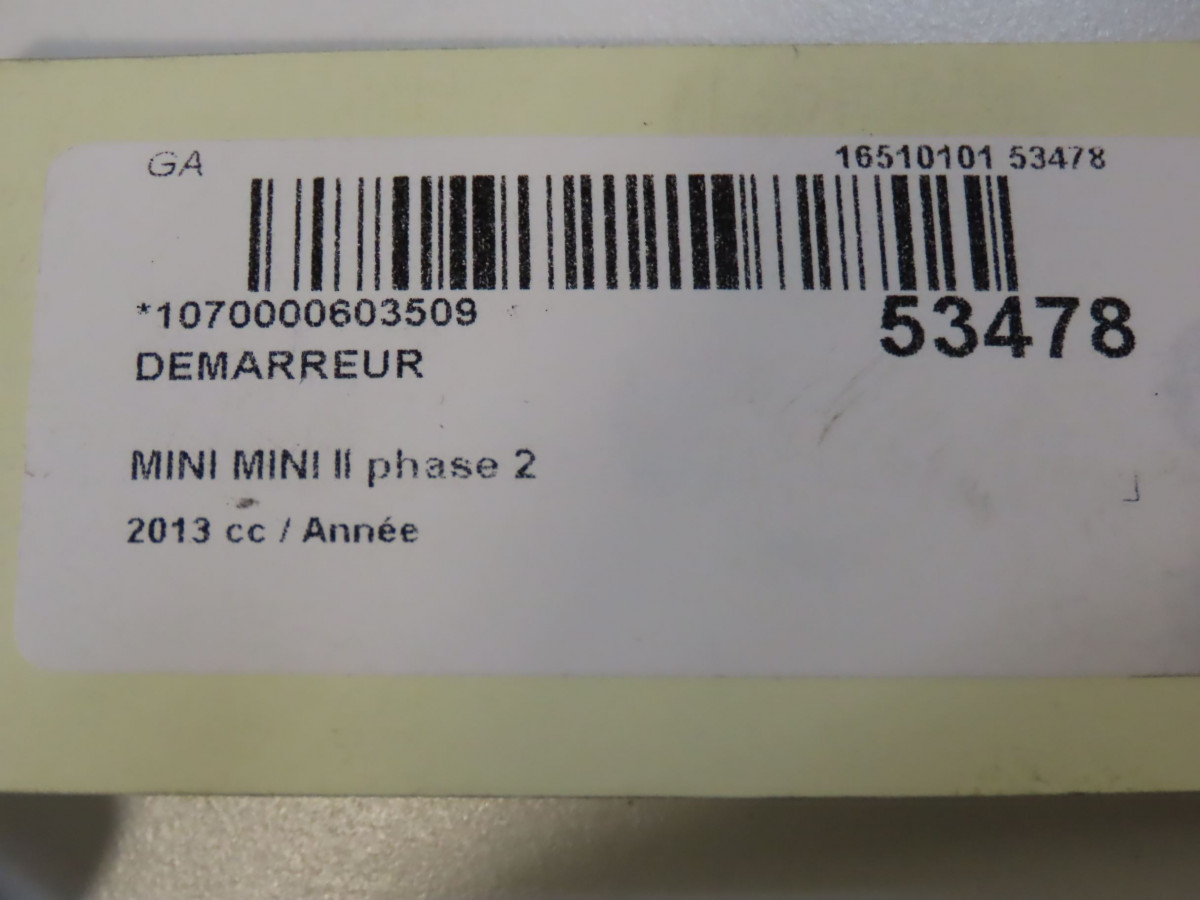 GA
16510101 53478
*1070000603509
53478
DEMARREUR
MINI MINI II phase 2
2013 cc / Année